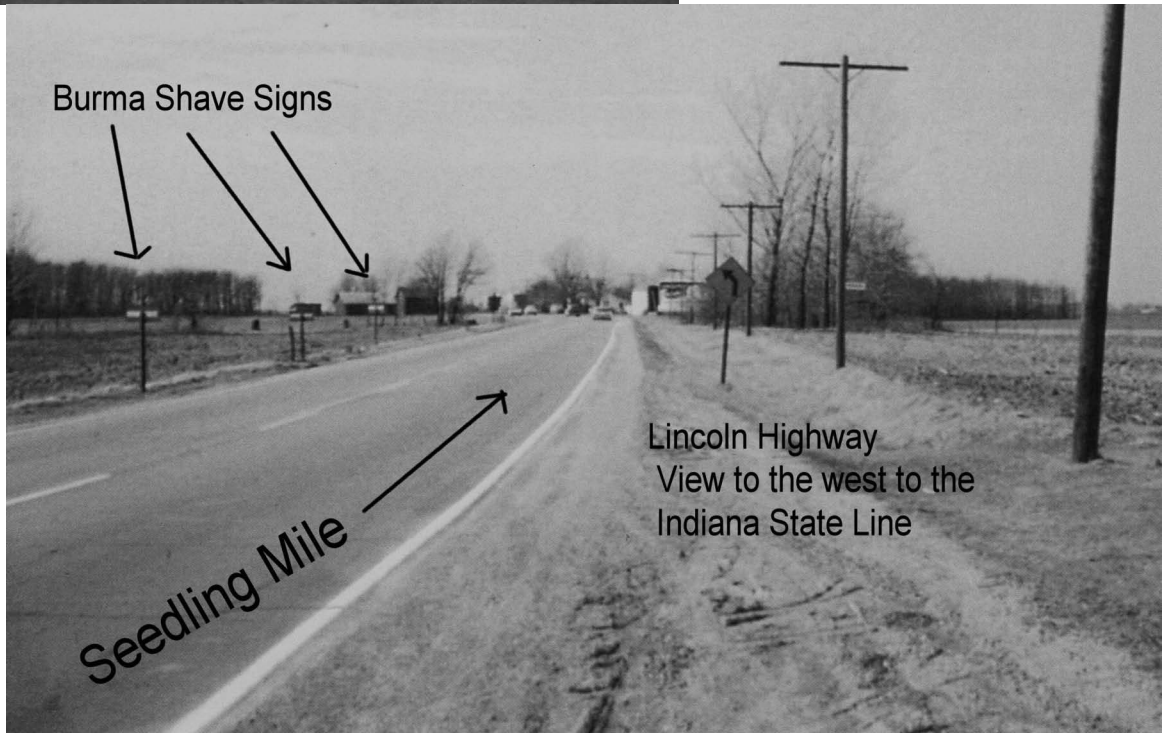 Burma Shave Signs
Lincoln Highway
View to the west to the
Indiana State Line
Seedling Mile